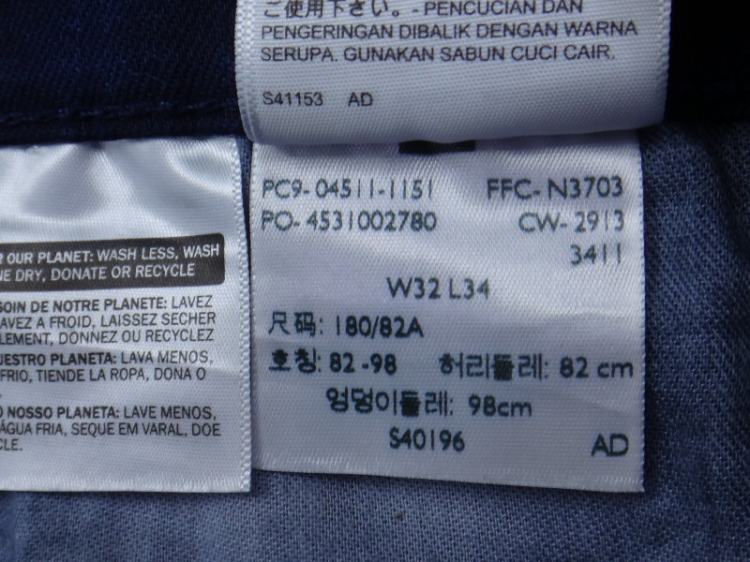 ご使用下さい。- PENCUCIAN DAN
PENGERINGAN DIBALIK DENGAN WARNA
SERUPA. GUNAKAN SABUN CUCI CAIR.
S41153 AD
OUR PLANET: WASH LESS, WASH
DRY, DONATE OR RECYCLE
SOIN DE NOTRE PLANETE: LAVEZ
LAVEZ A FROID, LAISSEZ SECHER
DONNEZ OU RECYCLEZ
PLANETA: LAVA MENOS,
FRIO, TIENDE LA ROPA, DONA O
NOSSO PLANETA: LAVE MENOS,
ÁGUA FRIA, SEQUE EM VARAL, DOE
PC9- 04511-1151 FFC- N3703
PO- 4531002780 CW- 2913
3411
W32 L34
尺码: 180/82A
호칭: 82 -98 허리둘레: 82 cm
엉덩이둘레: 98cm
S40196 AD